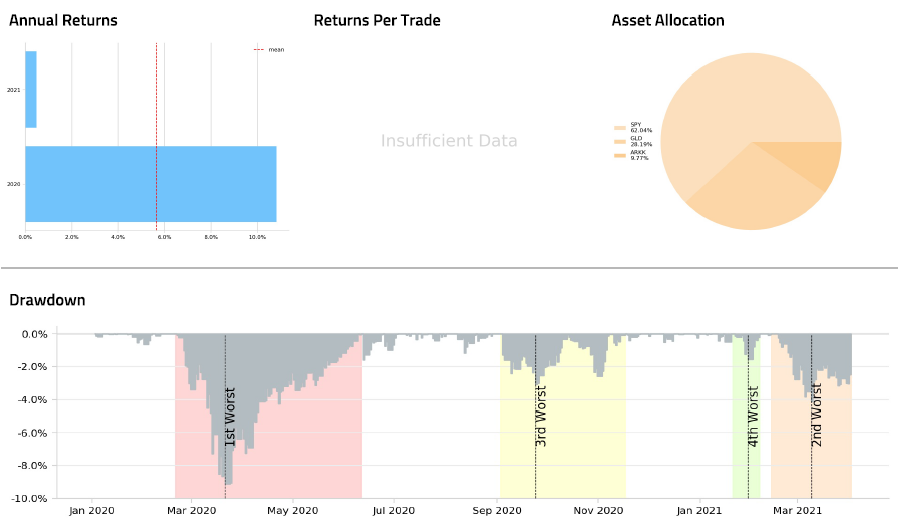 Annual Returns
mean
2021
2020
0.0%
2.0%
4.0%
6.0%
8.0%
10.0%
Returns Per Trade
Insufficient Data
Asset Allocation
SPY
62.04%
GLD
28.19%
ARKK
9.77%
Drawdown
0.0%
-2.0%
-4.0%
-6.0%
-8.0%
-10.0%
1st Worst
3rd Worst
4th Worst
2nd Worst
Jan 2020
Mar 2020
May 2020
Jul 2020
Sep 2020
Nov 2020
Jan 2021
Mar 2021